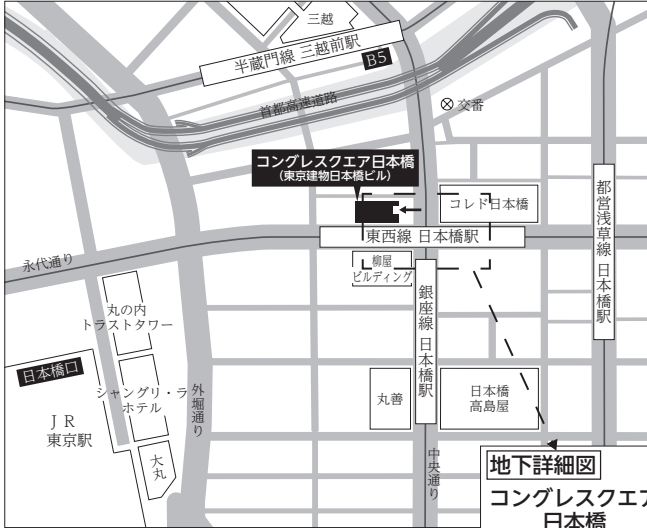 三越
半蔵門線 三越前駅
B5
首都高速道路
交番
コングレスクエア日本橋
(東京建物日本橋ビル)
コレド日本橋
都営浅草線 日本橋駅
東西線 日本橋駅
永代通り
柳屋
ビルディング
丸の内
トラストタワー
銀座線 日本橋駅
日本橋口
シャングリ・ラ
ホテル
外堀通り
丸善
日本橋
高島屋
JR
東京駅
大丸
中央通り
地下詳細図
コングレスクエア
日本橋